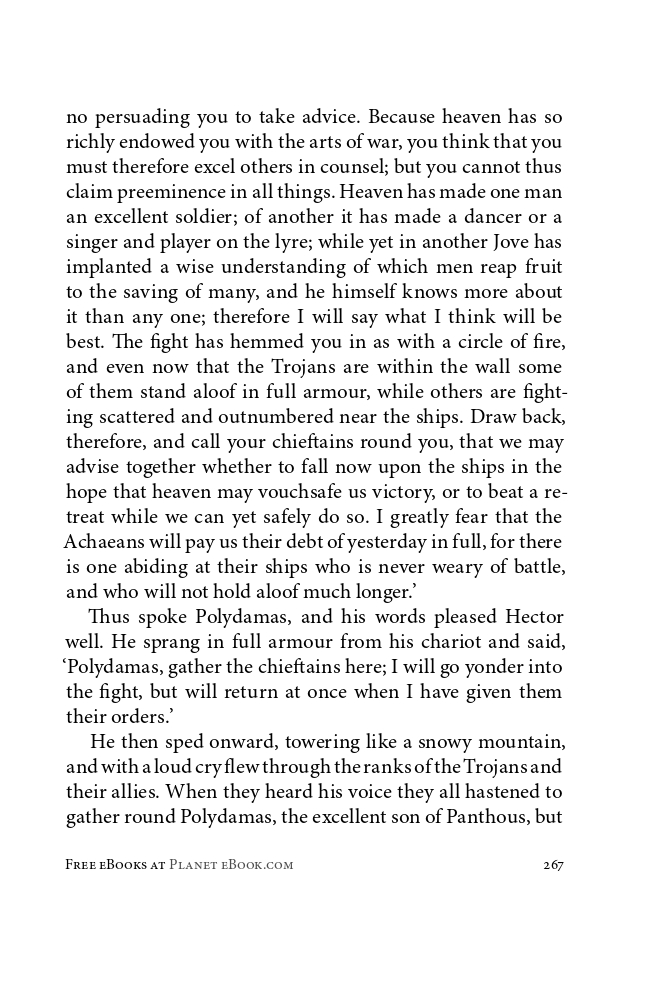 no persuading you to take advice. Because heaven has so
richly endowed you with the arts of war, you think that you
must therefore excel others in counsel; but you cannot thus
claim preeminence in all things. Heaven has made one man
an excellent soldier; of another it has made a dancer or a
singer and player on the lyre; while yet in another Jove has
implanted a wise understanding of which men reap fruit
to the saving of many, and he himself knows more about
it than any one; therefore I will say what I think will be
best. The fight has hemmed you in as with a circle of fire,
and even now that the Trojans are within the wall some
of them stand aloof in full armour, while others are fight-
ing scattered and outnumbered near the ships. Draw back,
therefore, and call your chieftains round you, that we may
advise together whether to fall now upon the ships in the
hope that heaven may vouchsafe us victory, or to beat a re-
treat while we can yet safely do so. I greatly fear that the
Achaeans will pay us their debt of yesterday in full, for there
is one abiding at their ships who is never weary of battle,
and who will not hold aloof much longer.’
Thus spoke Polydamas, and his words pleased Hector
well. He sprang in full armour from his chariot and said,
‘Polydamas, gather the chieftains here; I will go yonder into
the fight, but will return at once when I have given them
their orders.’
He then sped onward, towering like a snowy mountain,
and with a loud cry flew through the ranks of the Trojans and
their allies. When they heard his voice they all hastened to
gather round Polydamas, the excellent son of Panthous, but
Free eBooks at Planet eBook.com
267